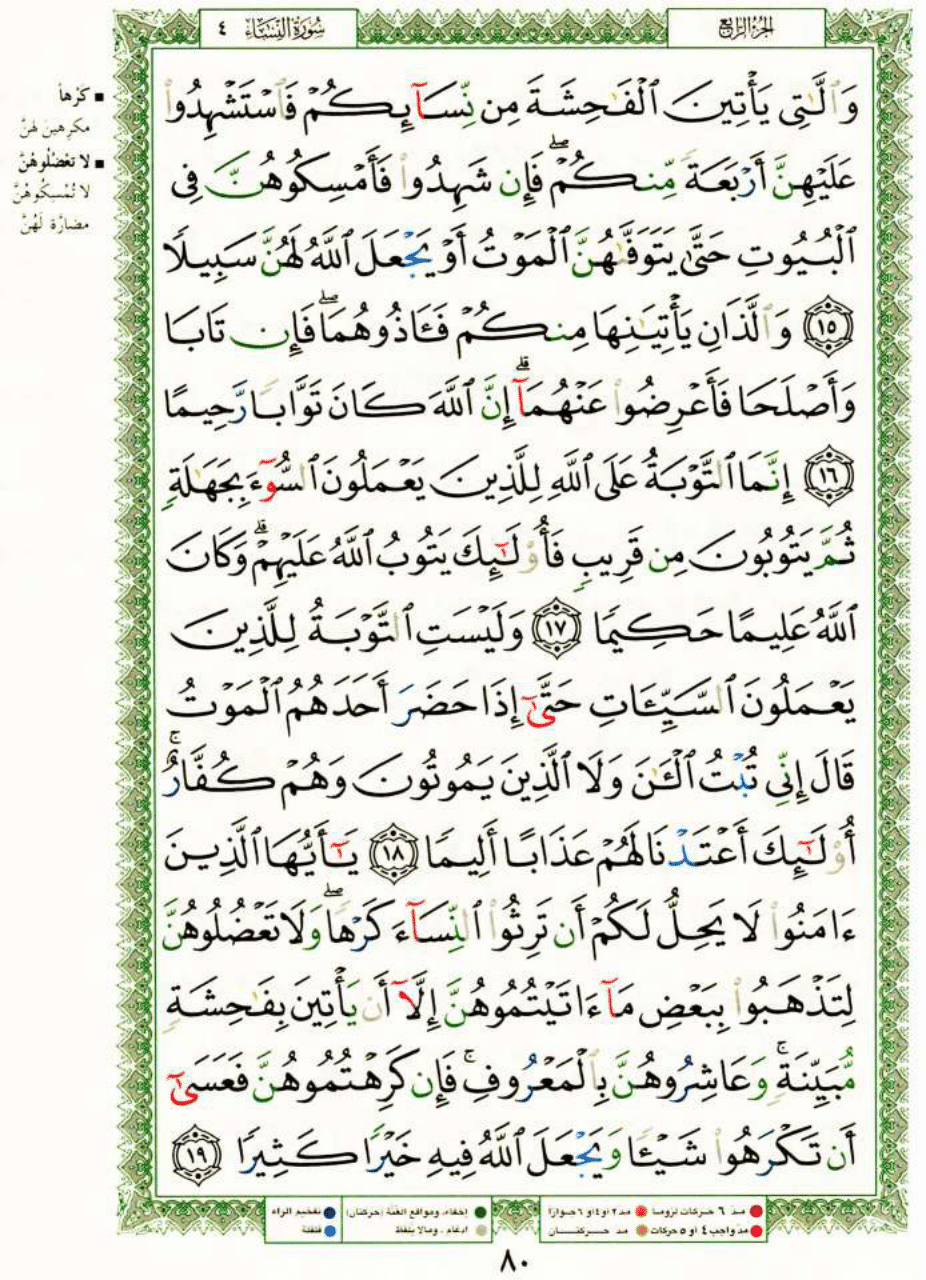 الجزء الرابع
سورة النساء ٤
وَٱلَّٰتِى يَأْتِينَ ٱلْفَٰحِشَةَ مِن نِّسَآئِكُمْ فَٱسْتَشْهِدُوا۟
عَلَيْهِنَّ أَرْبَعَةً مِّنكُمْ ۖ فَإِن شَهِدُوا۟ فَأَمْسِكُوهُنَّ فِى
ٱلْبُيُوتِ حَتَّىٰ يَتَوَفَّىٰهُنَّ ٱلْمَوْتُ أَوْ يَجْعَلَ ٱللَّهُ لَهُنَّ سَبِيلًا
١٥ وَٱلَّذَانِ يَأْتِيَٰنِهَا مِنكُمْ فَـَٔاذُوهُمَا ۖ فَإِن تَابَا
وَأَصْلَحَا فَأَعْرِضُوا۟ عَنْهُمَآ ۗ إِنَّ ٱللَّهَ كَانَ تَوَّابًا رَّحِيمًا
١٦ إِنَّمَا ٱلتَّوْبَةُ عَلَى ٱللَّهِ لِلَّذِينَ يَعْمَلُونَ ٱلسُّوٓءَ بِجَهَٰلَةٍ
ثُمَّ يَتُوبُونَ مِن قَرِيبٍ فَأُو۟لَٰٓئِكَ يَتُوبُ ٱللَّهُ عَلَيْهِمْ ۗ وَكَانَ
ٱللَّهُ عَلِيمًا حَكِيمًا ١٧ وَلَيْسَتِ ٱلتَّوْبَةُ لِلَّذِينَ
يَعْمَلُونَ ٱلسَّيِّـَٔاتِ حَتَّىٰٓ إِذَا حَضَرَ أَحَدَهُمُ ٱلْمَوْتُ
قَالَ إِنِّى تُبْتُ ٱلْـَٰٔنَ وَلَا ٱلَّذِينَ يَمُوتُونَ وَهُمْ كُفَّارٌ ۚ
أُو۟لَٰٓئِكَ أَعْتَدْنَا لَهُمْ عَذَابًا أَلِيمًا ١٨ يَٰٓأَيُّهَا ٱلَّذِينَ
ءَامَنُوا۟ لَا يَحِلُّ لَكُمْ أَن تَرِثُوا۟ ٱلنِّسَآءَ كَرْهًا ۖ وَلَا تَعْضُلُوهُنَّ
لِتَذْهَبُوا۟ بِبَعْضِ مَآ ءَاتَيْتُمُوهُنَّ إِلَّآ أَن يَأْتِينَ بِفَٰحِشَةٍ
مُّبَيِّنَةٍ ۚ وَعَاشِرُوهُنَّ بِٱلْمَعْرُوفِ ۚ فَإِن كَرِهْتُمُوهُنَّ فَعَسَىٰٓ
أَن تَكْرَهُوا۟ شَيْـًٔا وَيَجْعَلَ ٱللَّهُ فِيهِ خَيْرًا كَثِيرًا ١٩
■ كَرْهاً
مكرهين لهنَّ
■ لا تعْضُلُوهُنَّ
لا تُمْسِكُوهُنَّ
مضارَّة لَهُنَّ
● مدّ ٦ حركات لزوماً ● مدّ ٢ أو ٤ أو ٦ جوازاً
● مدّ واجب ٤ أو ٥ حركات ● مد حركتان
● إخفاء، ومواقع الغُنَّة (حركتان)
● ادغام، وما لا يُلفَظ
● تفخيم الراء
● قلقلة
٨٠